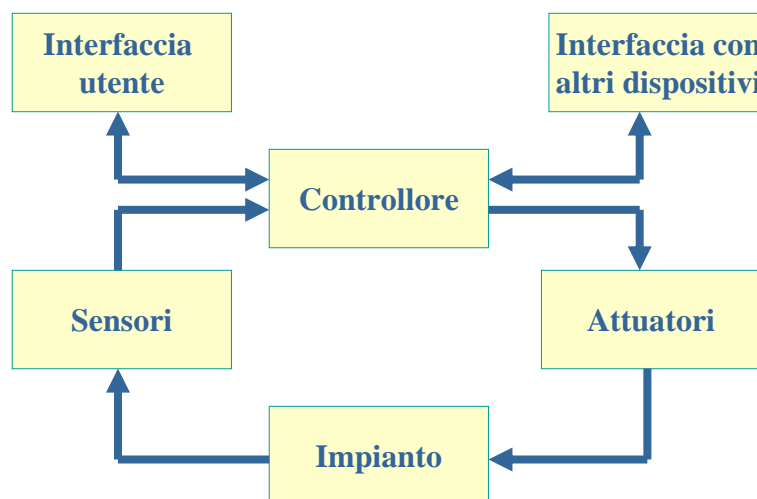 Interfaccia
utente
Interfaccia con
altri dispositivi
Controllore
Sensori
Attuatori
Impianto